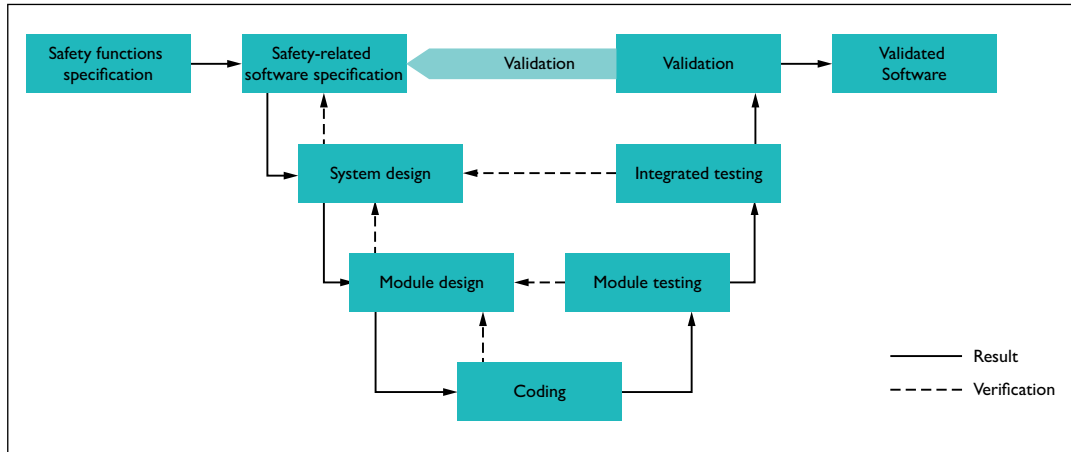 Safety functions
specification
Safety-related
software specification
Validation
Validation
Validated
Software
System design
Integrated testing
Module design
Module testing
Coding
Result
Verification